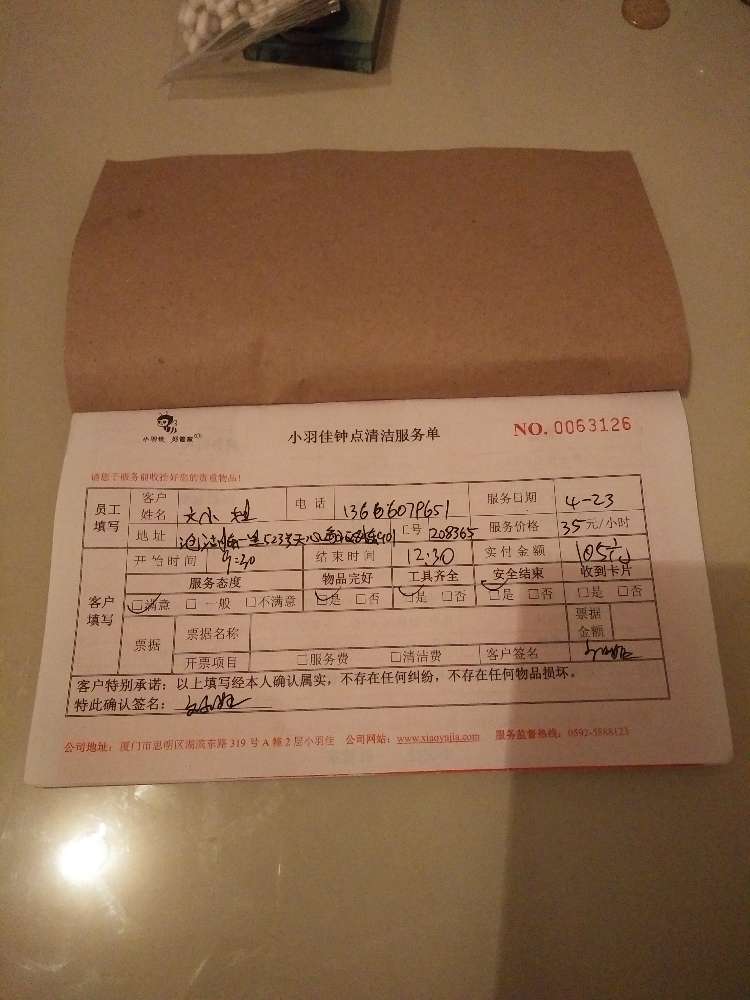 小羽佳 好管家
小羽佳钟点清洁服务单
NO. 0063126
请您于服务前收拾好您的贵重物品!
员工填写 客户姓名 电话 13666079651 服务日期 4-23
地址 工号 208365 服务价格 35元/小时
客户填写 开始时间 9:30 结束时间 12:30 实付金额 105元
服务态度 物品完好 工具齐全 安全结束 收到卡片
□满意 □一般 □不满意 □是 □否 □是 □否 □是 □否 □是 □否
票据 票据名称 票据金额
开票项目 □服务费 □清洁费 客户签名
客户特别承诺：以上填写经本人确认属实，不存在任何纠纷，不存在任何物品损坏。
特此确认签名：
公司地址：厦门市思明区湖滨东路 319 号 A 幢 2 层小羽佳 公司网站：www.xiaoyujia.com 服务监督热线：0592-5888123